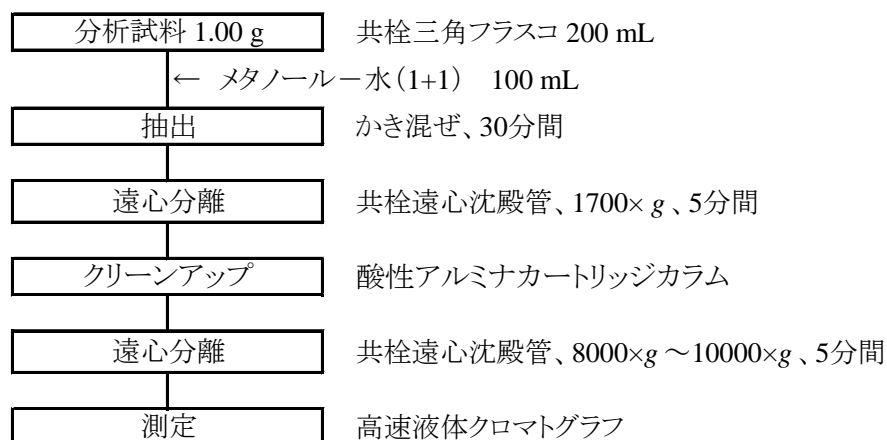 分析試料 1.00 g 共栓三角フラスコ 200 mL
← メタノール－水(1+1) 100 mL
抽出 かき混ぜ、30分間
遠心分離 共栓遠心沈殿管、1700× g 、5分間
クリーンアップ 酸性アルミナカートリッジカラム
遠心分離 共栓遠心沈殿管、8000×g ～10000×g 、5分間
測定 高速液体クロマトグラフ